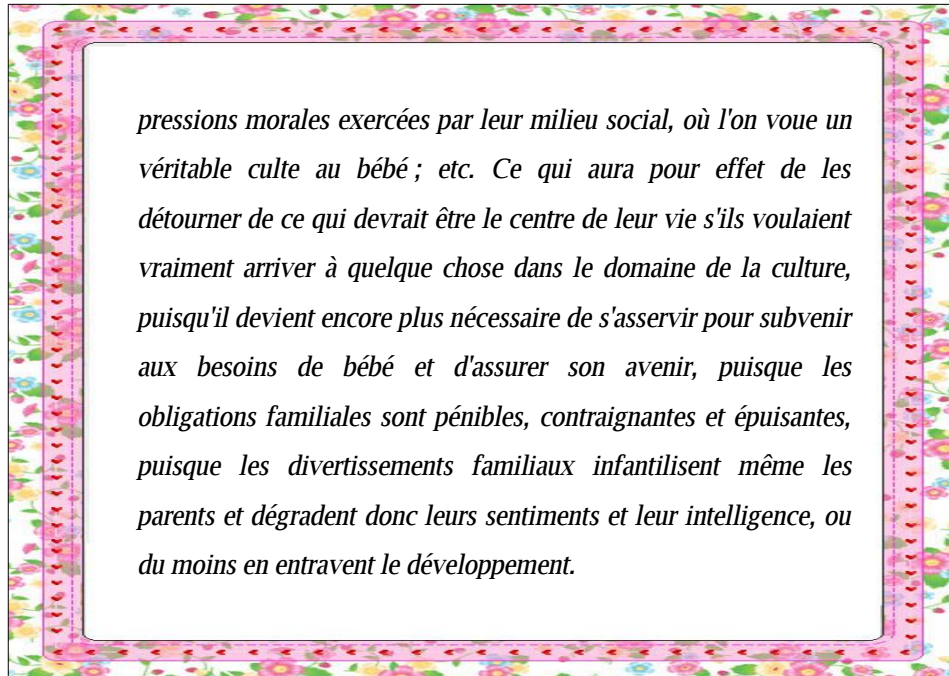 pressions morales exercées par leur milieu social, où l'on voue un
véritable culte au bébé ; etc. Ce qui aura pour effet de les
détourner de ce qui devrait être le centre de leur vie s'ils voulaient
vraiment arriver à quelque chose dans le domaine de la culture,
puisqu'il devient encore plus nécessaire de s'asservir pour subvenir
aux besoins de bébé et d'assurer son avenir, puisque les
obligations familiales sont pénibles, contraignantes et épuisantes,
puisque les divertissements familiaux infantilisent même les
parents et dégradent donc leurs sentiments et leur intelligence, ou
du moins en entravent le développement.